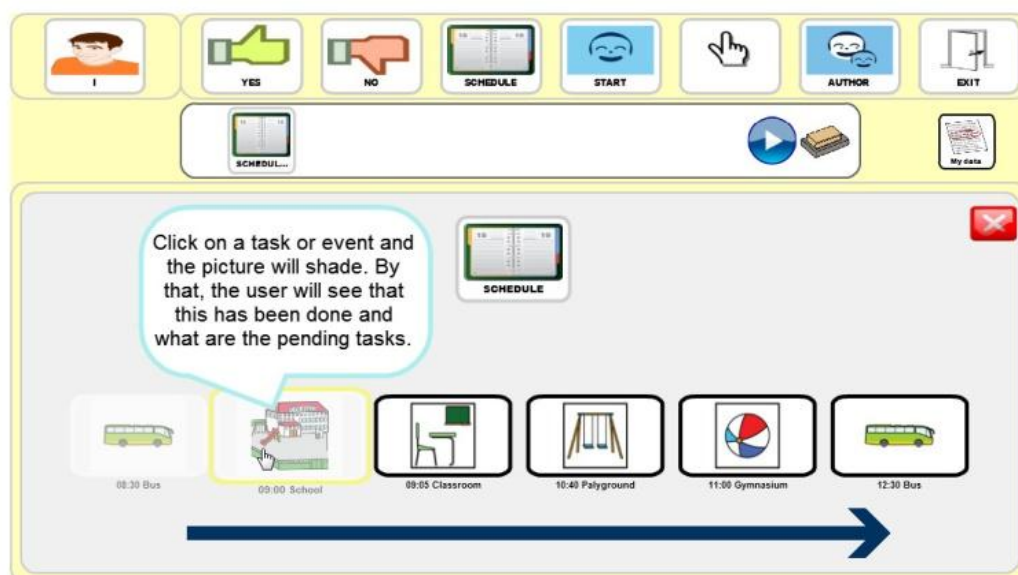 I
YES
NO
SCHEDULE
START
AUTHOR
EXIT
SCHEDUL...
My data
Click on a task or event and
the picture will shade. By
that, the user will see that
this has been done and
what are the pending tasks.
SCHEDULE
08:30 Bus
09:00 School
09:05 Classroom
10:40 Palyground
11:00 Gymnasium
12:30 Bus